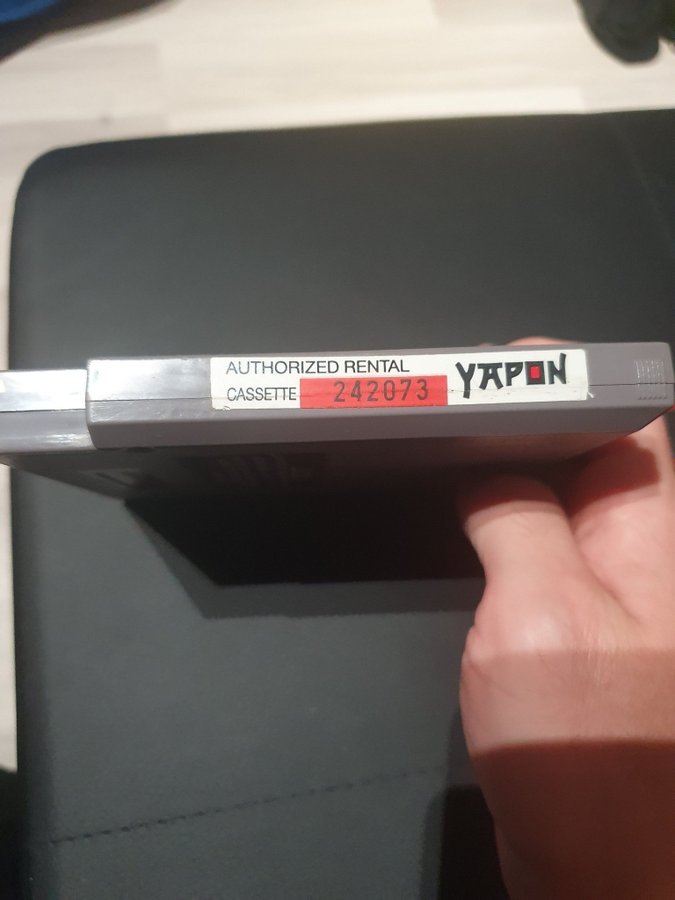 AUTHORIZED RENTAL
CASSETTE 242073
YAPON